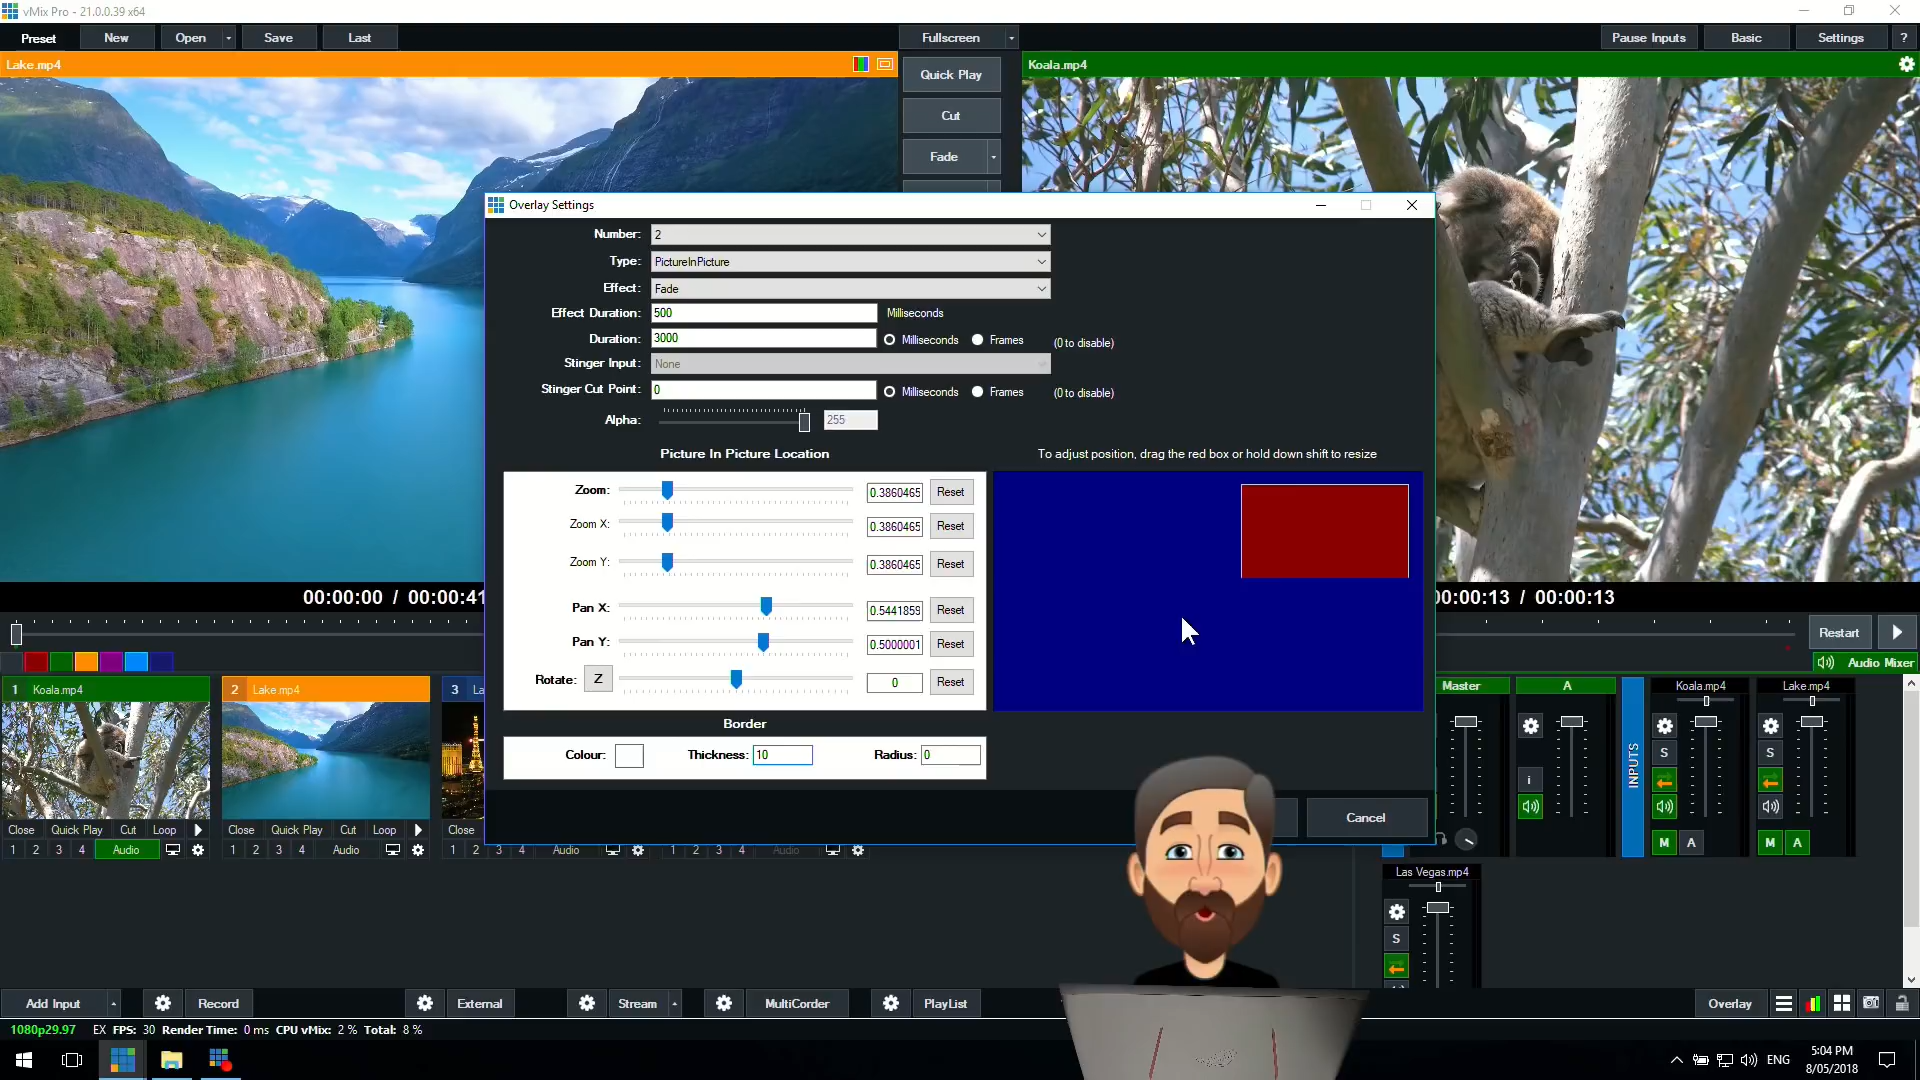 vMix Pro - 21.0.0.39 x64
Preset New Open Save Last Fullscreen Pause Inputs Basic Settings ?
Lake.mp4
Quick Play
Cut
Fade
Koala.mp4
Overlay Settings
Number: 2
Type: PictureInPicture
Effect: Fade
Effect Duration: 500 Milliseconds
Duration: 3000 Milliseconds Frames (0 to disable)
Stinger Input: None
Stinger Cut Point: 0 Milliseconds Frames (0 to disable)
Alpha: 255
Picture In Picture Location
To adjust position, drag the red box or hold down shift to resize
Zoom: 0.3860465 Reset
Zoom X: 0.3860465 Reset
Zoom Y: 0.3860465 Reset
Pan X: 0.5441859 Reset
Pan Y: 0.5000001 Reset
Rotate: Z 0 Reset
Border
Colour: Thickness: 10 Radius: 0
Cancel
00:00:00 / 00:00:41
00:00:13 / 00:00:13
Restart
Audio Mixer
1 Koala.mp4
2 Lake.mp4
3 La
Close Quick Play Cut Loop
Close Quick Play Cut Loop
Close
1 2 3 4 Audio
1 2 3 4 Audio
1 2 3 4 Audio
1 2 3 4 Audio
Master A INPUTS Koala.mp4 Lake.mp4
S S
i
M A M A
Las Vegas.mp4
S
Add Input Record External Stream MultiCorder PlayList Overlay
1080p29.97 EX FPS: 30 Render Time: 0 ms CPU vMix: 2 % Total: 8 %
ENG
5:04 PM
8/05/2018